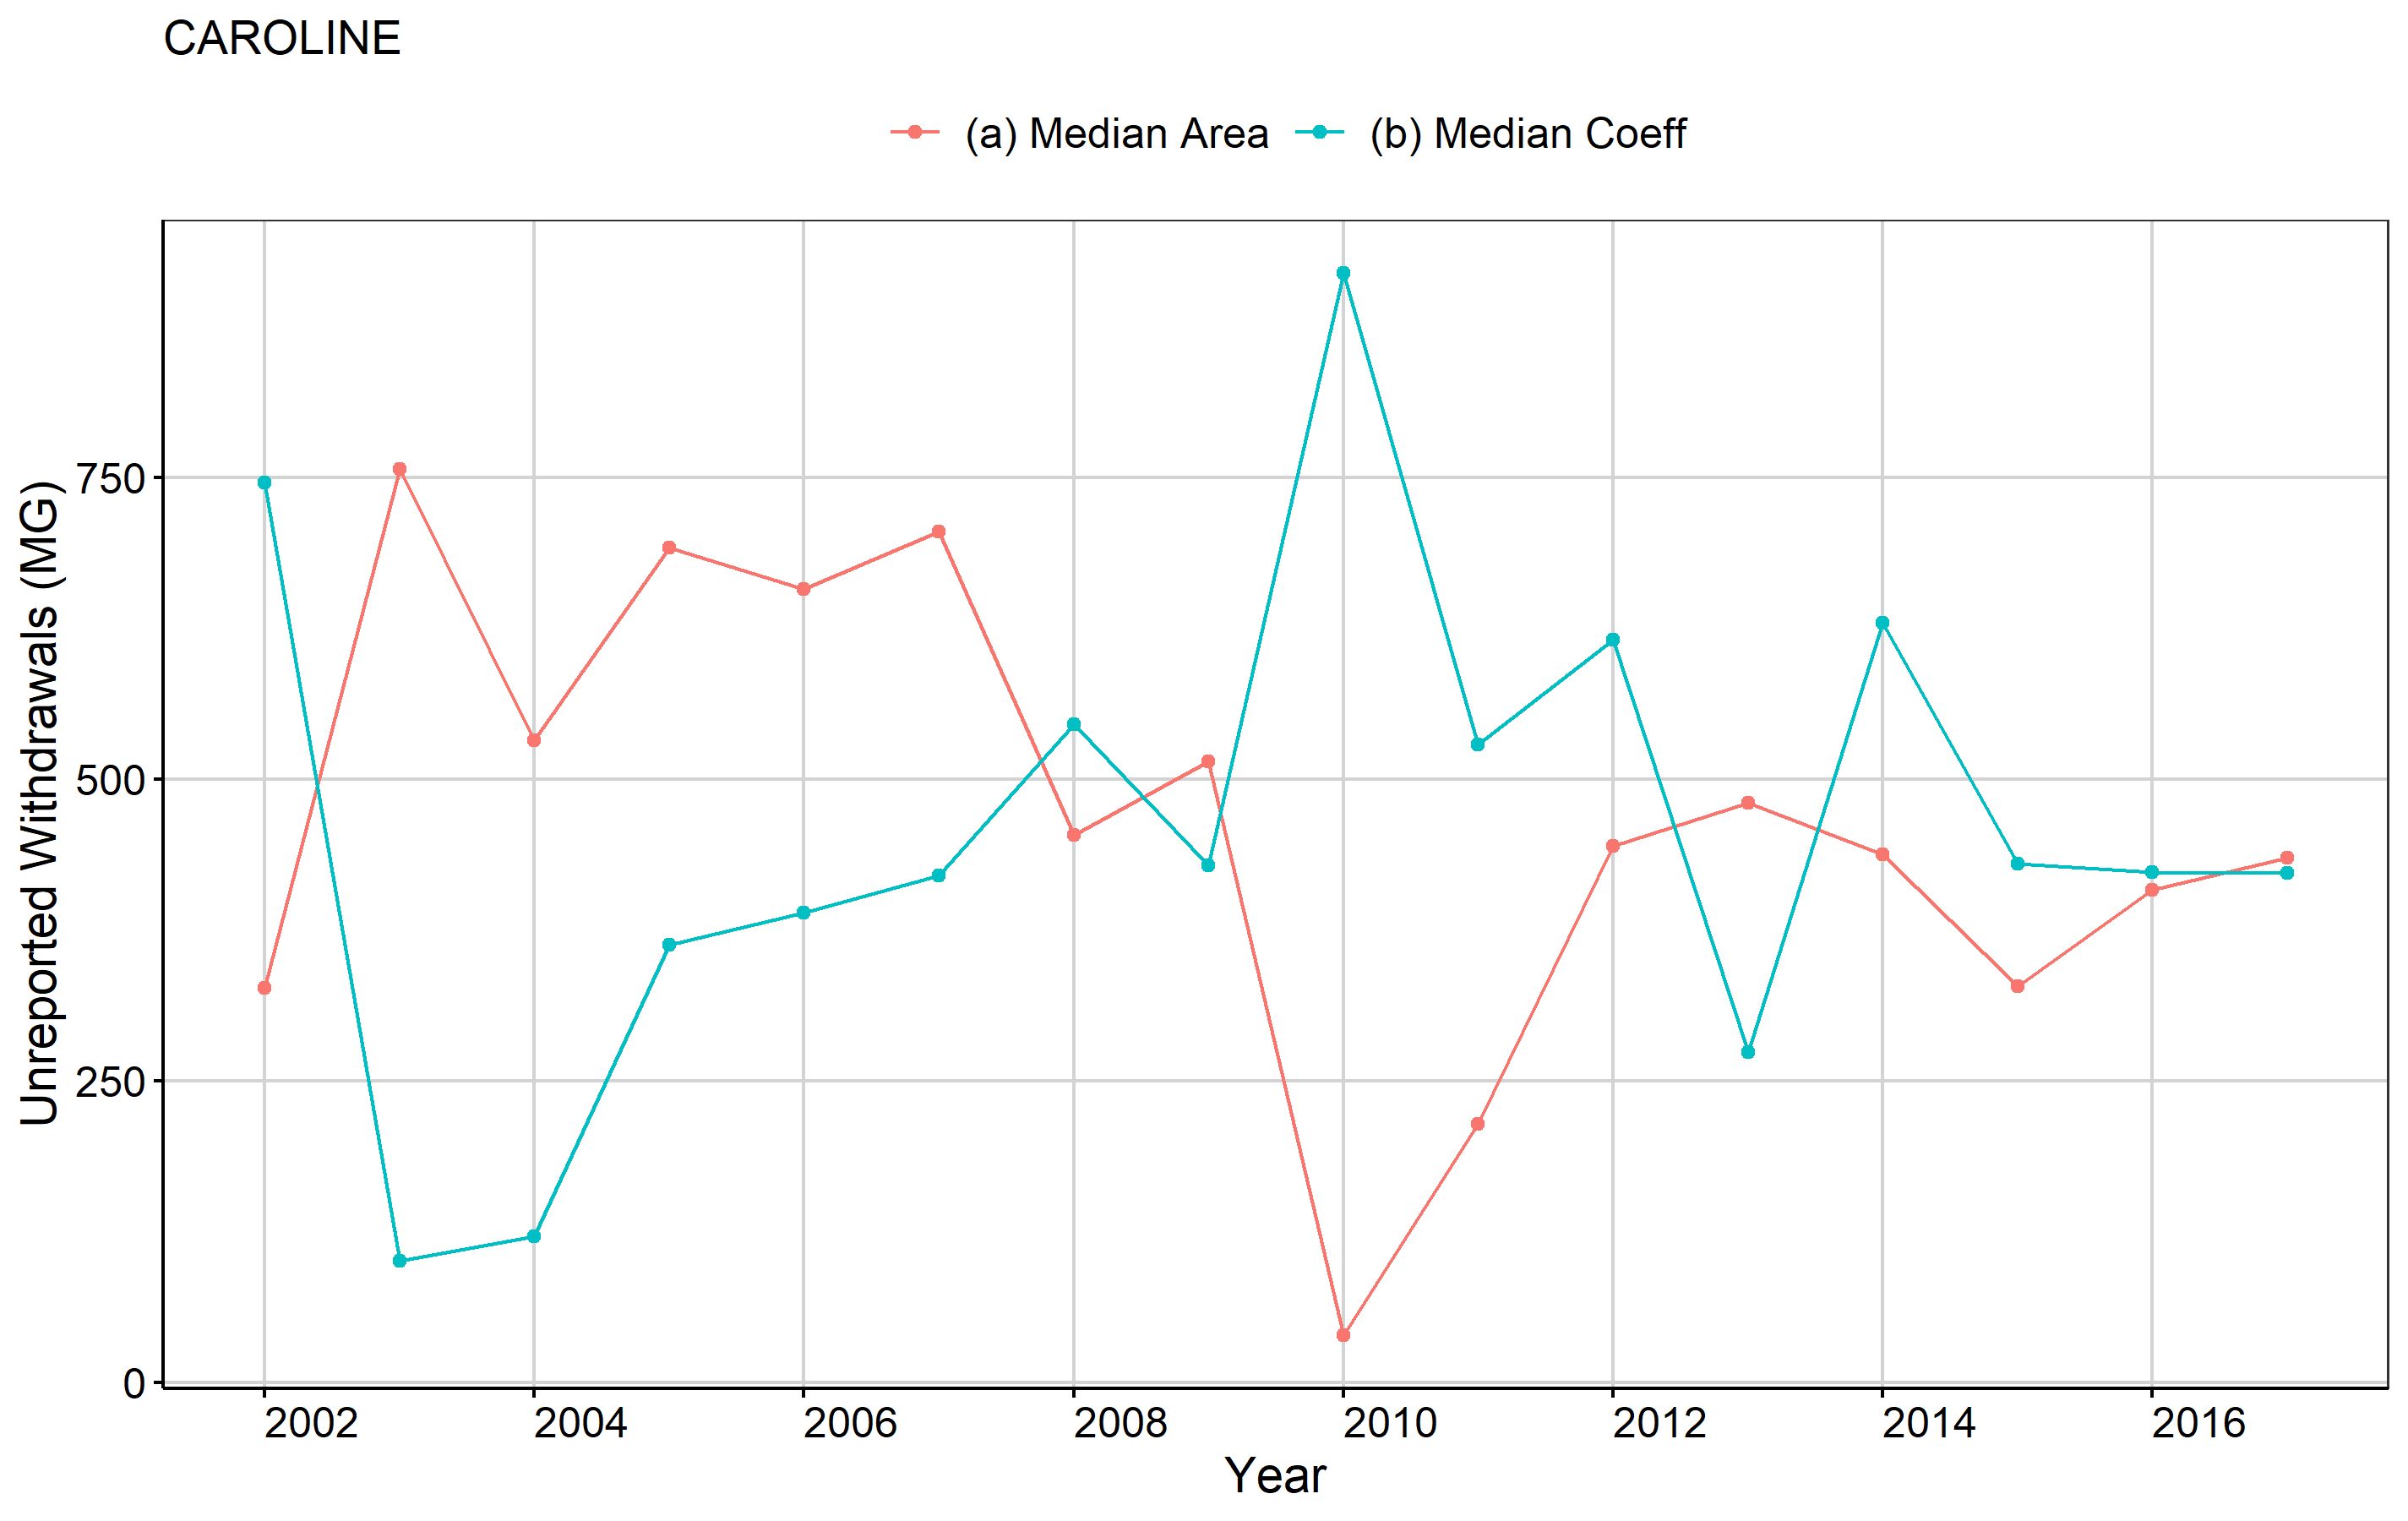 CAROLINE
(a) Median Area (b) Median Coeff
Unreported Withdrawals (MG)
750
500
250
0
2002 2004 2006 2008 2010 2012 2014 2016
Year